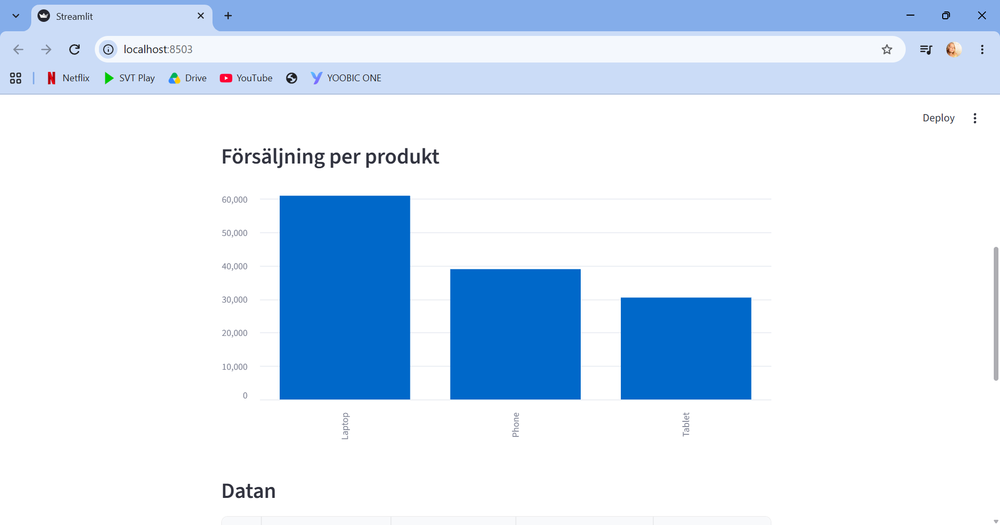 Streamlit
localhost:8503
Netflix SVT Play Drive YouTube YOOBIC ONE
Deploy
Försäljning per produkt
60,000
50,000
40,000
30,000
20,000
10,000
0
Laptop Phone Tablet
Datan